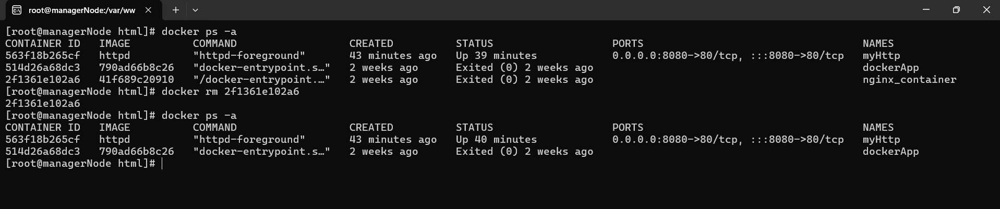 root@managerNode:/var/ww
[root@managerNode html]# docker ps -a
CONTAINER ID   IMAGE          COMMAND                  CREATED          STATUS                   PORTS                                   NAMES
563f18b265cf   httpd          "httpd-foreground"       43 minutes ago   Up 39 minutes            0.0.0.0:8080->80/tcp, :::8080->80/tcp   myHttp
514d26a68dc3   790ad66b8c26   "docker-entrypoint.s…"   2 weeks ago      Exited (0) 2 weeks ago                                           dockerApp
2f1361e102a6   41f689c20910   "/docker-entrypoint.…"   2 weeks ago      Exited (0) 2 weeks ago                                           nginx_container
[root@managerNode html]# docker rm 2f1361e102a6
2f1361e102a6
[root@managerNode html]# docker ps -a
CONTAINER ID   IMAGE          COMMAND                  CREATED          STATUS                   PORTS                                   NAMES
563f18b265cf   httpd          "httpd-foreground"       43 minutes ago   Up 40 minutes            0.0.0.0:8080->80/tcp, :::8080->80/tcp   myHttp
514d26a68dc3   790ad66b8c26   "docker-entrypoint.s…"   2 weeks ago      Exited (0) 2 weeks ago                                           dockerApp
[root@managerNode html]#